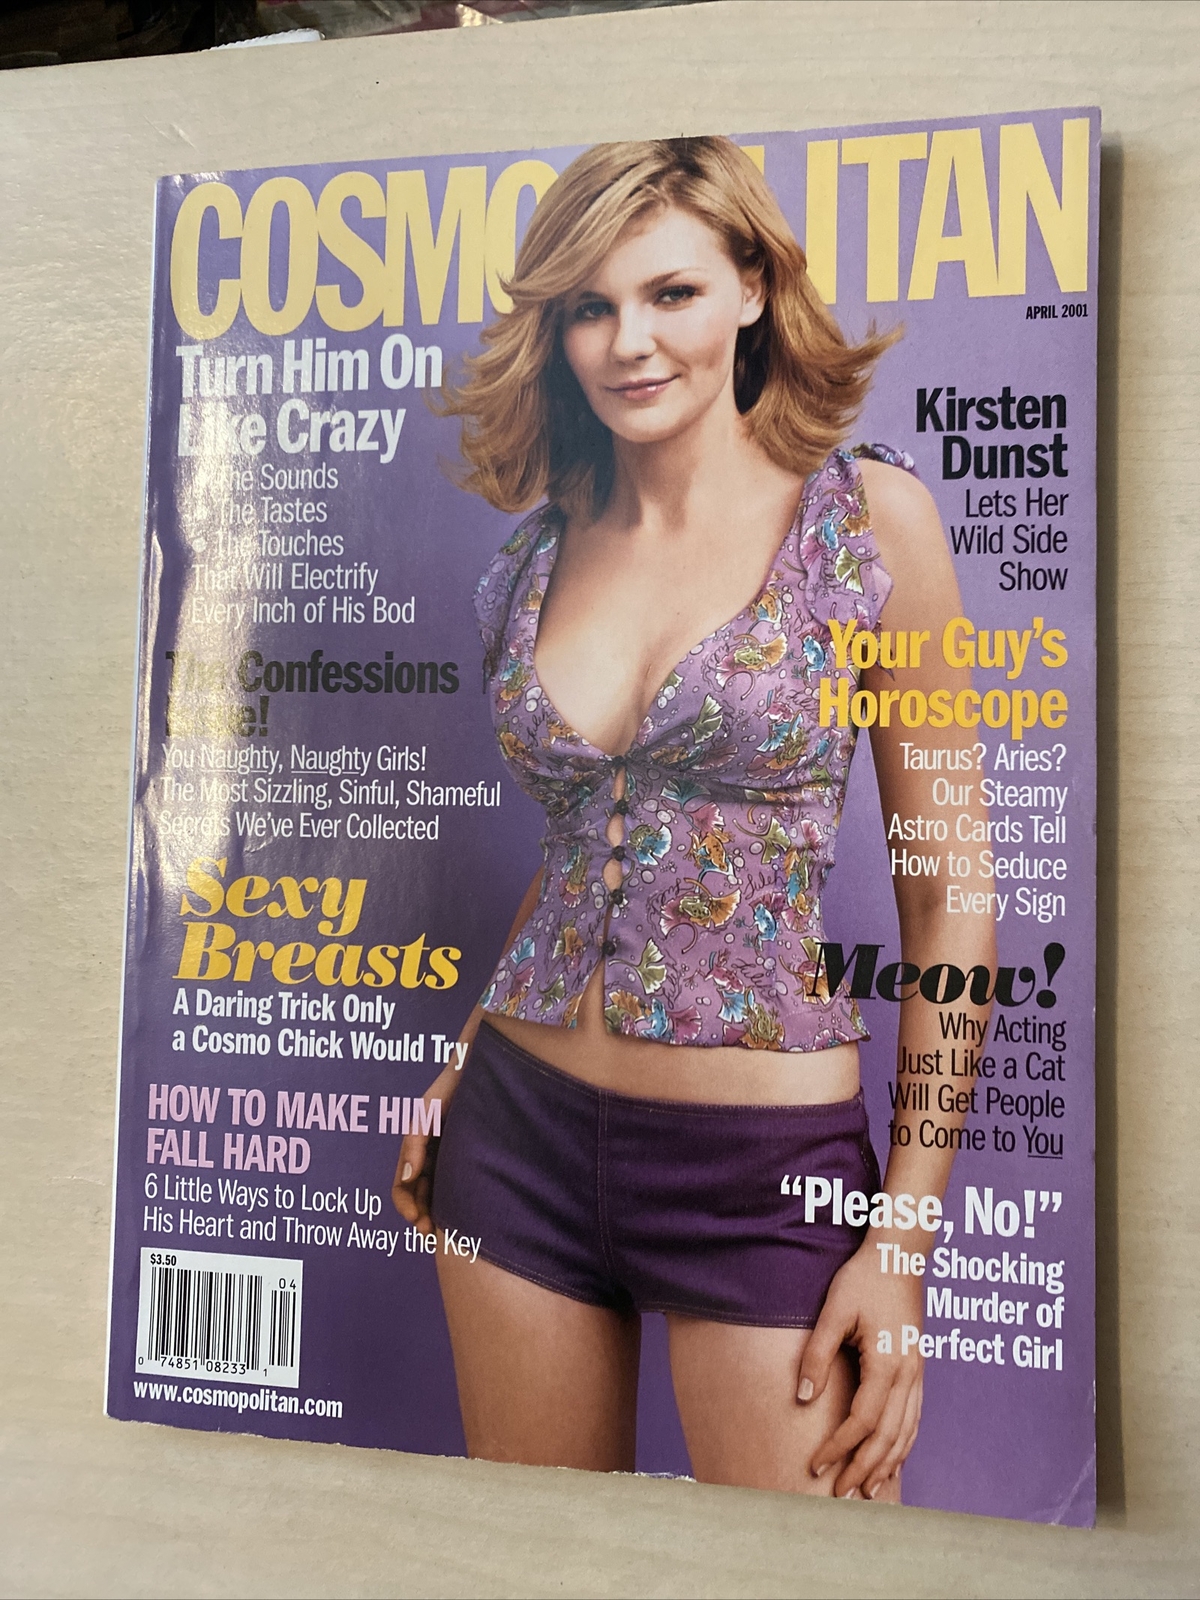 COSMOPOLITAN
APRIL 2001
Turn Him On
Like Crazy
• The Sounds
• The Tastes
• The Touches
That Will Electrify
Every Inch of His Bod
The Confessions
Issue!
You Naughty, Naughty Girls!
The Most Sizzling, Sinful, Shameful
Secrets We've Ever Collected
Sexy
Breasts
A Daring Trick Only
a Cosmo Chick Would Try
HOW TO MAKE HIM
FALL HARD
6 Little Ways to Lock Up
His Heart and Throw Away the Key
$3.50
04
0 74851 08233 1
www.cosmopolitan.com
Kirsten
Dunst
Lets Her
Wild Side
Show
Your Guy's
Horoscope
Taurus? Aries?
Our Steamy
Astro Cards Tell
How to Seduce
Every Sign
Meow!
Why Acting
Just Like a Cat
Will Get People
to Come to You
“Please, No!”
The Shocking
Murder of
a Perfect Girl